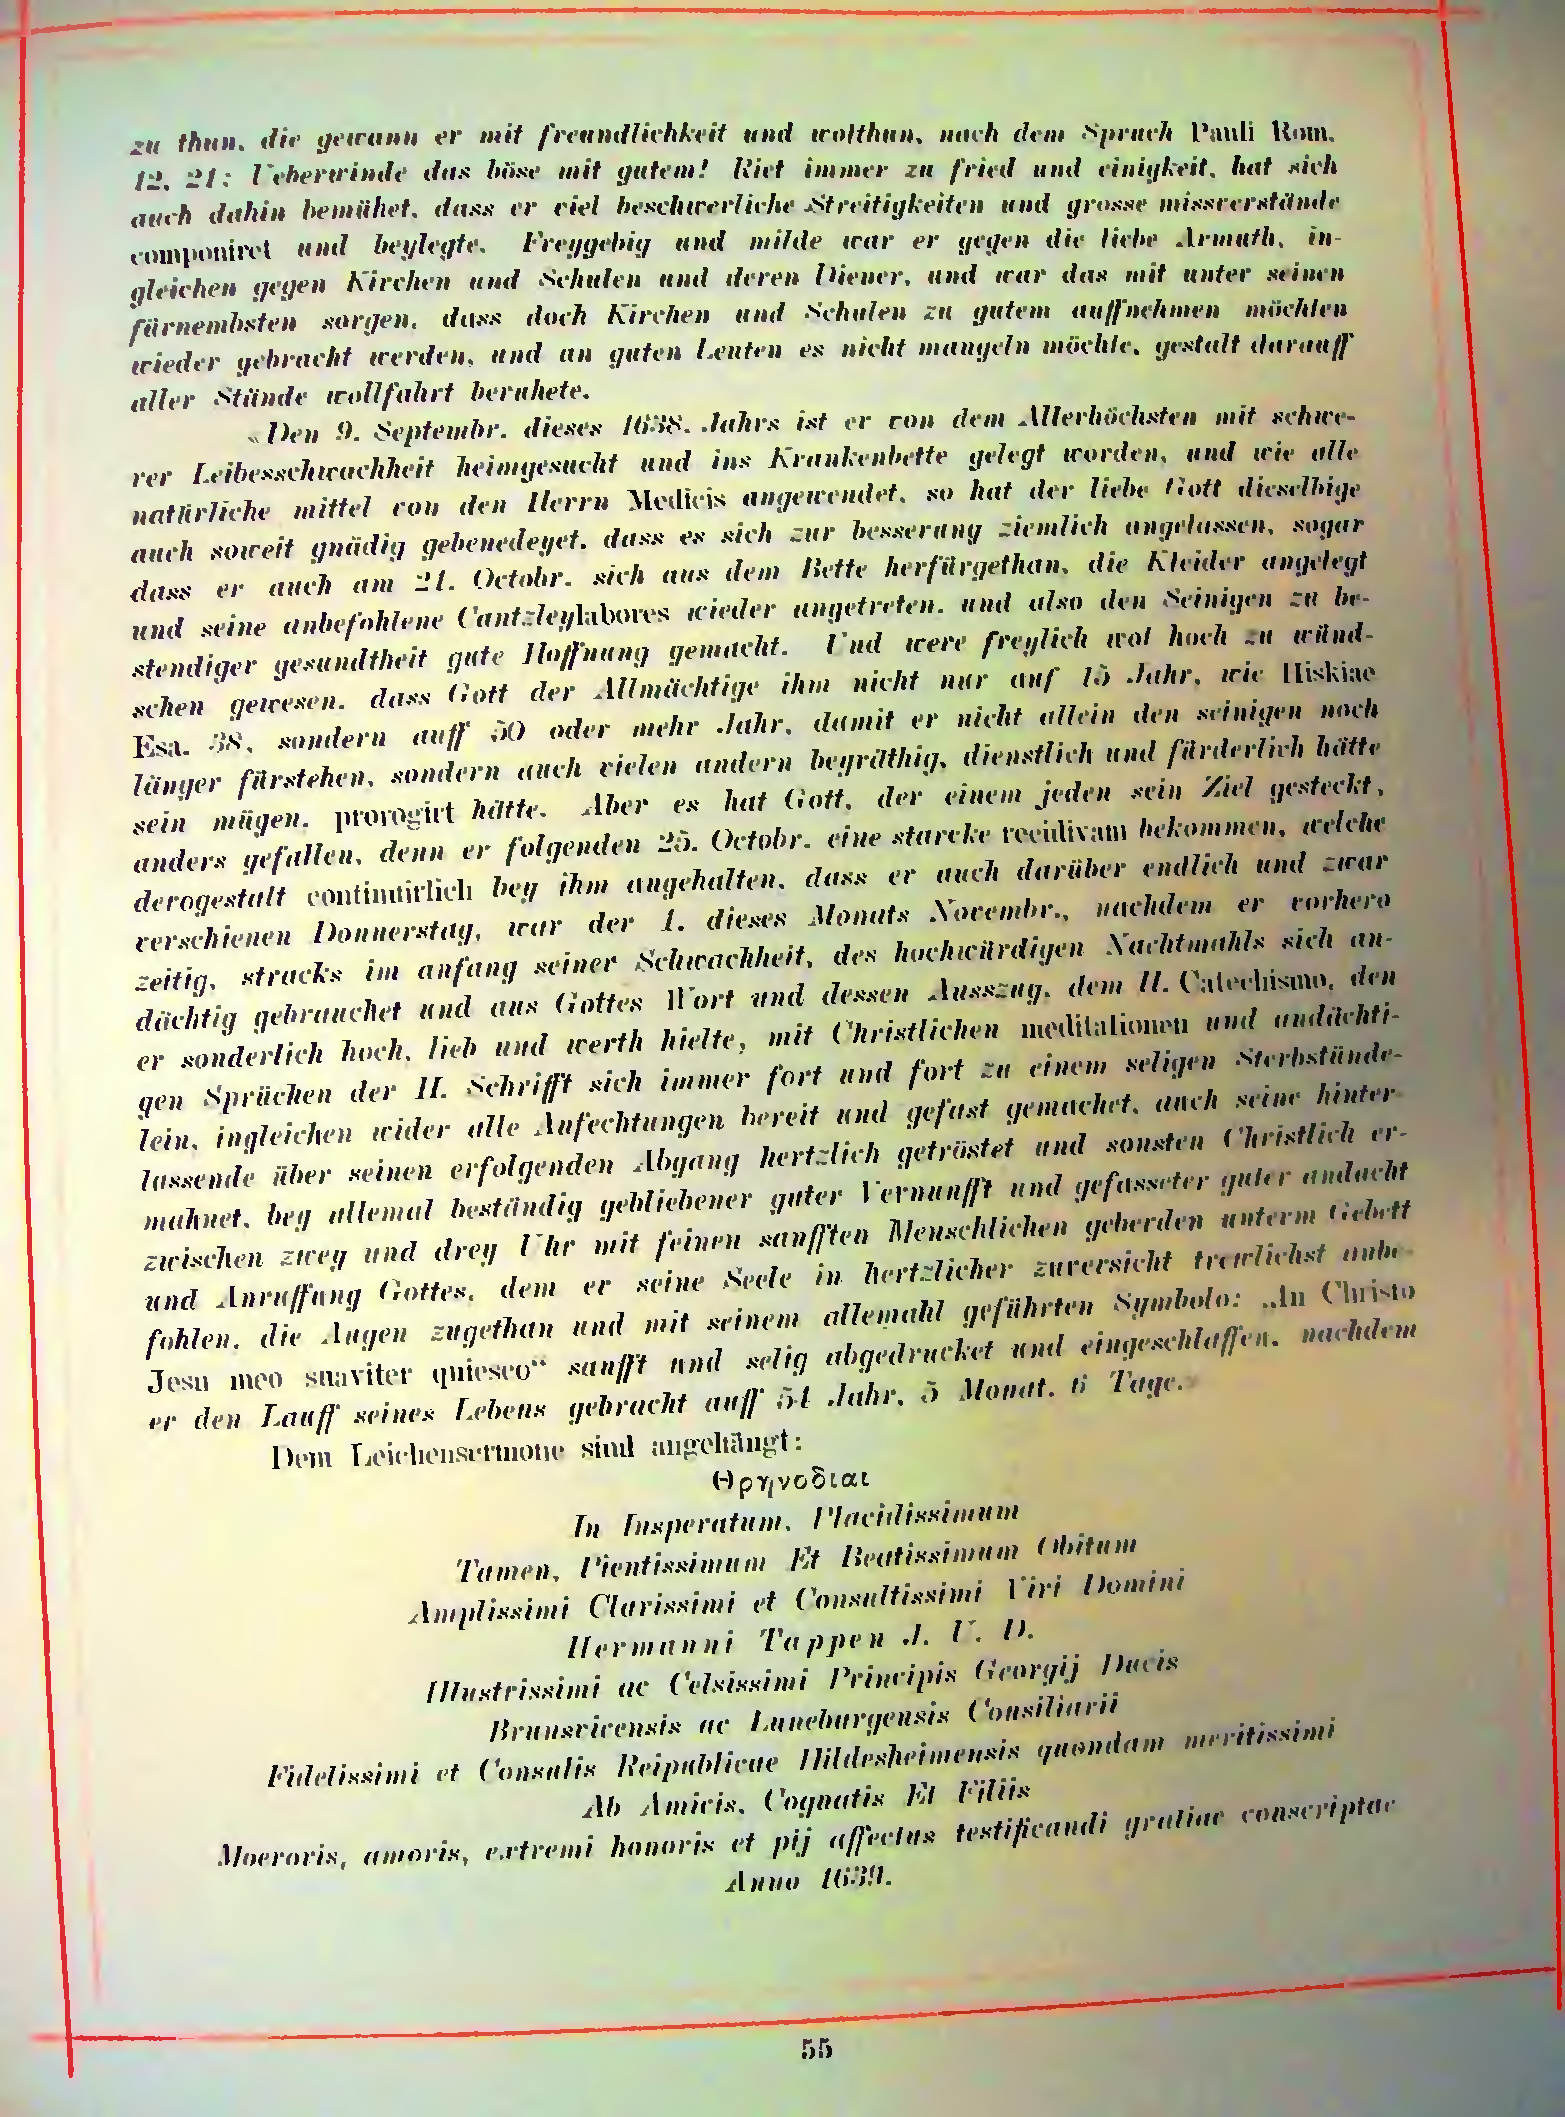 zu thun, die gewann er mit freundlichkeit und wolthun, nach dem Spruch Pauli Rom.
12, 21: Ueberwinde das böse mit gutem! Riet immer zu fried und einigkeit, hat sich
auch dahin bemühet, dass er viel beschwerliche Streitigkeiten und grosse missverstände
componiret und beylegte. Freygebig und milde war er gegen die liebe Armuth, in-
gleichen gegen Kirchen und Schulen und deren Diener, und war das mit unter seinen
fürnembsten sorgen, dass doch Kirchen und Schulen zu gutem auffnehmen möchten
wieder gebracht werden, und an guten Leuten es nicht mangeln möchte, gestalt darauff
aller Stände wollfahrt beruhete.
«Den 9. Septembr. dieses 1638. Jahrs ist er von dem Allerhöchsten mit schwe-
rer Leibesschwachheit heimgesucht und ins Krankenbette gelegt worden, und wie alle
natürliche mittel von den Herrn Medicis angewendet, so hat der liebe Gott dieselbige
auch soweit gnädig gebenedeyet, dass es sich zur besserung ziemlich angelassen, sogar
dass er auch am 21. Octobr. sich aus dem Bette herfürgethan, die Kleider angelegt
und seine anbefohlene Cantzleylabores wieder angetreten, und also den Seinigen zu be-
stendiger gesundtheit gute Hoffnung gemacht. Und were freylich wol hoch zu wünd-
schen gewesen, dass Gott der Allmächtige ihm nicht nur auf 15 Jahr, wie Hiskiae
Esa. 38, sondern auff 50 oder mehr Jahr, damit er nicht allein den seinigen noch
länger fürstehen, sondern auch vielen andern beyräthig, dienstlich und fürderlich hätte
sein mügen, prorogirt hätte. Aber es hat Gott, der einem jeden sein Ziel gesteckt,
anders gefallen, denn er folgenden 25. Octobr. eine starcke recidivam bekommen, welche
derogestalt continuirlich bey ihm angehalten, dass er auch darüber endlich und zwar
verschienen Donnerstag, war der 1. dieses Monats Novembr., nachdem er vorhero
zeitig, stracks im anfang seiner Schwachheit, des hochwürdigen Nachtmahls sich an-
dächtig gebrauchet und aus Gottes Wort und dessen Ausszug, dem H. Catechismo, den
er sonderlich hoch, lieb und werth hielte, mit Christlichen meditationen und andächti-
gen Sprüchen der H. Schrifft sich immer fort und fort zu einem seligen Sterbstünde-
lein, ingleichen wider alle Anfechtungen bereit und gefast gemachet, auch seine hinter-
lassende über seinen erfolgenden Abgang hertzlich getröstet und sonsten Christlich er-
mahnet, bey allemal beständig gebliebener guter Vernunfft und gefasseter guter andacht
zwischen zwey und drey Uhr mit feinen sanfften Menschlichen geberden unterm Gebett
und Anruffung Gottes, dem er seine Seele in hertzlicher zuversicht trewlichst anbe-
fohlen, die Augen zugethan und mit seinem allemahl geführten Symbolo: „In Christo
Jesu meo suaviter quiesco“ sanfft und selig abgedrucket und eingeschlaffen, nachdem
er den Lauff seines Lebens gebracht auff 54 Jahr, 5 Monat, 6 Tage.»
Dem Leichensermone sind angehängt:
Θρηνοδιαι
In Insperatum, Placidissimum
Tamen, Pientissimum Et Beatissimum Obitum
Amplissimi Clarissimi et Consultissimi Viri Domini
Hermanni Tappen J. U. D.
Illustrissimi ac Celsissimi Principis Georgij Ducis
Brunsvicensis ac Luneburgensis Consiliarii
Fidelissimi et Consulis Reipublicae Hildesheimensis quondam meritissimi
Ab Amicis, Cognatis Et Filiis
Moeroris, amoris, extremi honoris et pij affectus testificandi gratiae conscriptae
Anno 1639.
55